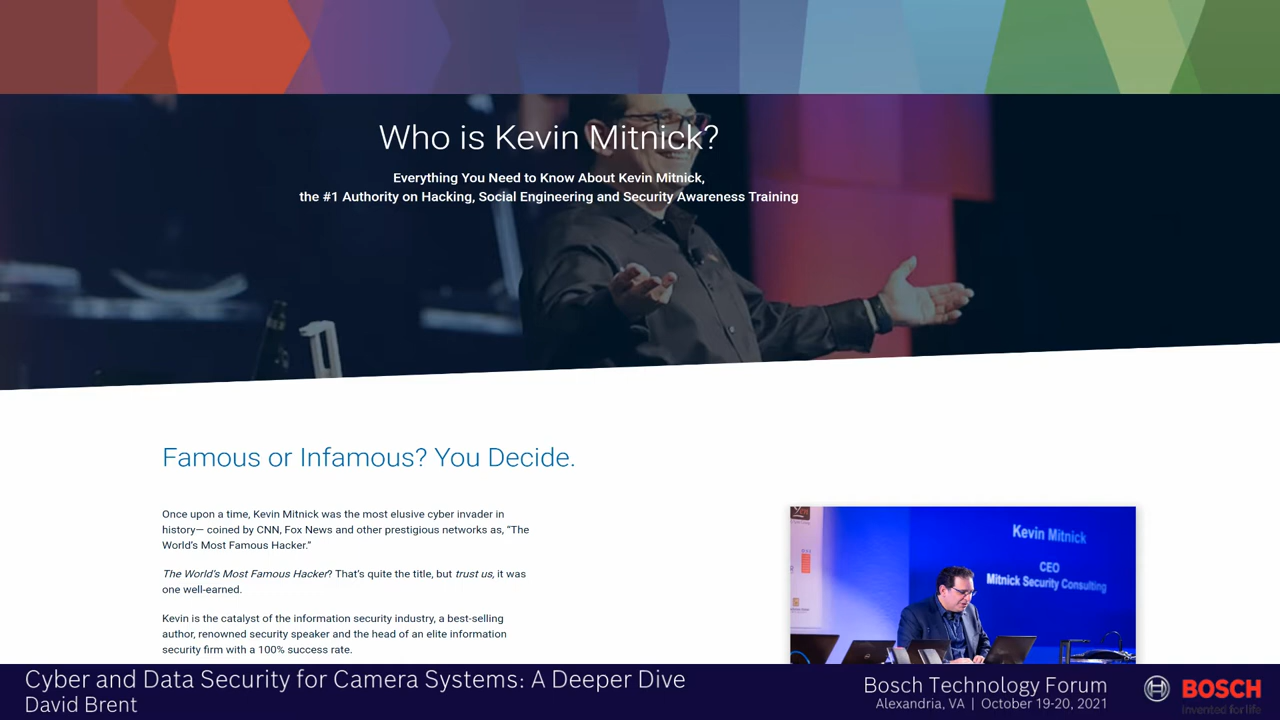 Who is Kevin Mitnick?
Everything You Need to Know About Kevin Mitnick,
the #1 Authority on Hacking, Social Engineering and Security Awareness Training
Famous or Infamous? You Decide.
Once upon a time, Kevin Mitnick was the most elusive cyber invader in
history— coined by CNN, Fox News and other prestigious networks as, “The
World’s Most Famous Hacker.”
The World’s Most Famous Hacker? That’s quite the title, but trust us, it was
one well-earned.
Kevin is the catalyst of the information security industry, a best-selling
author, renowned security speaker and the head of an elite information
security firm with a 100% success rate.
Kevin Mitnick
CEO
Mitnick Security Consulting
Cyber and Data Security for Camera Systems: A Deeper Dive
David Brent
Bosch Technology Forum
Alexandria, VA | October 19-20, 2021
BOSCH
Invented for life